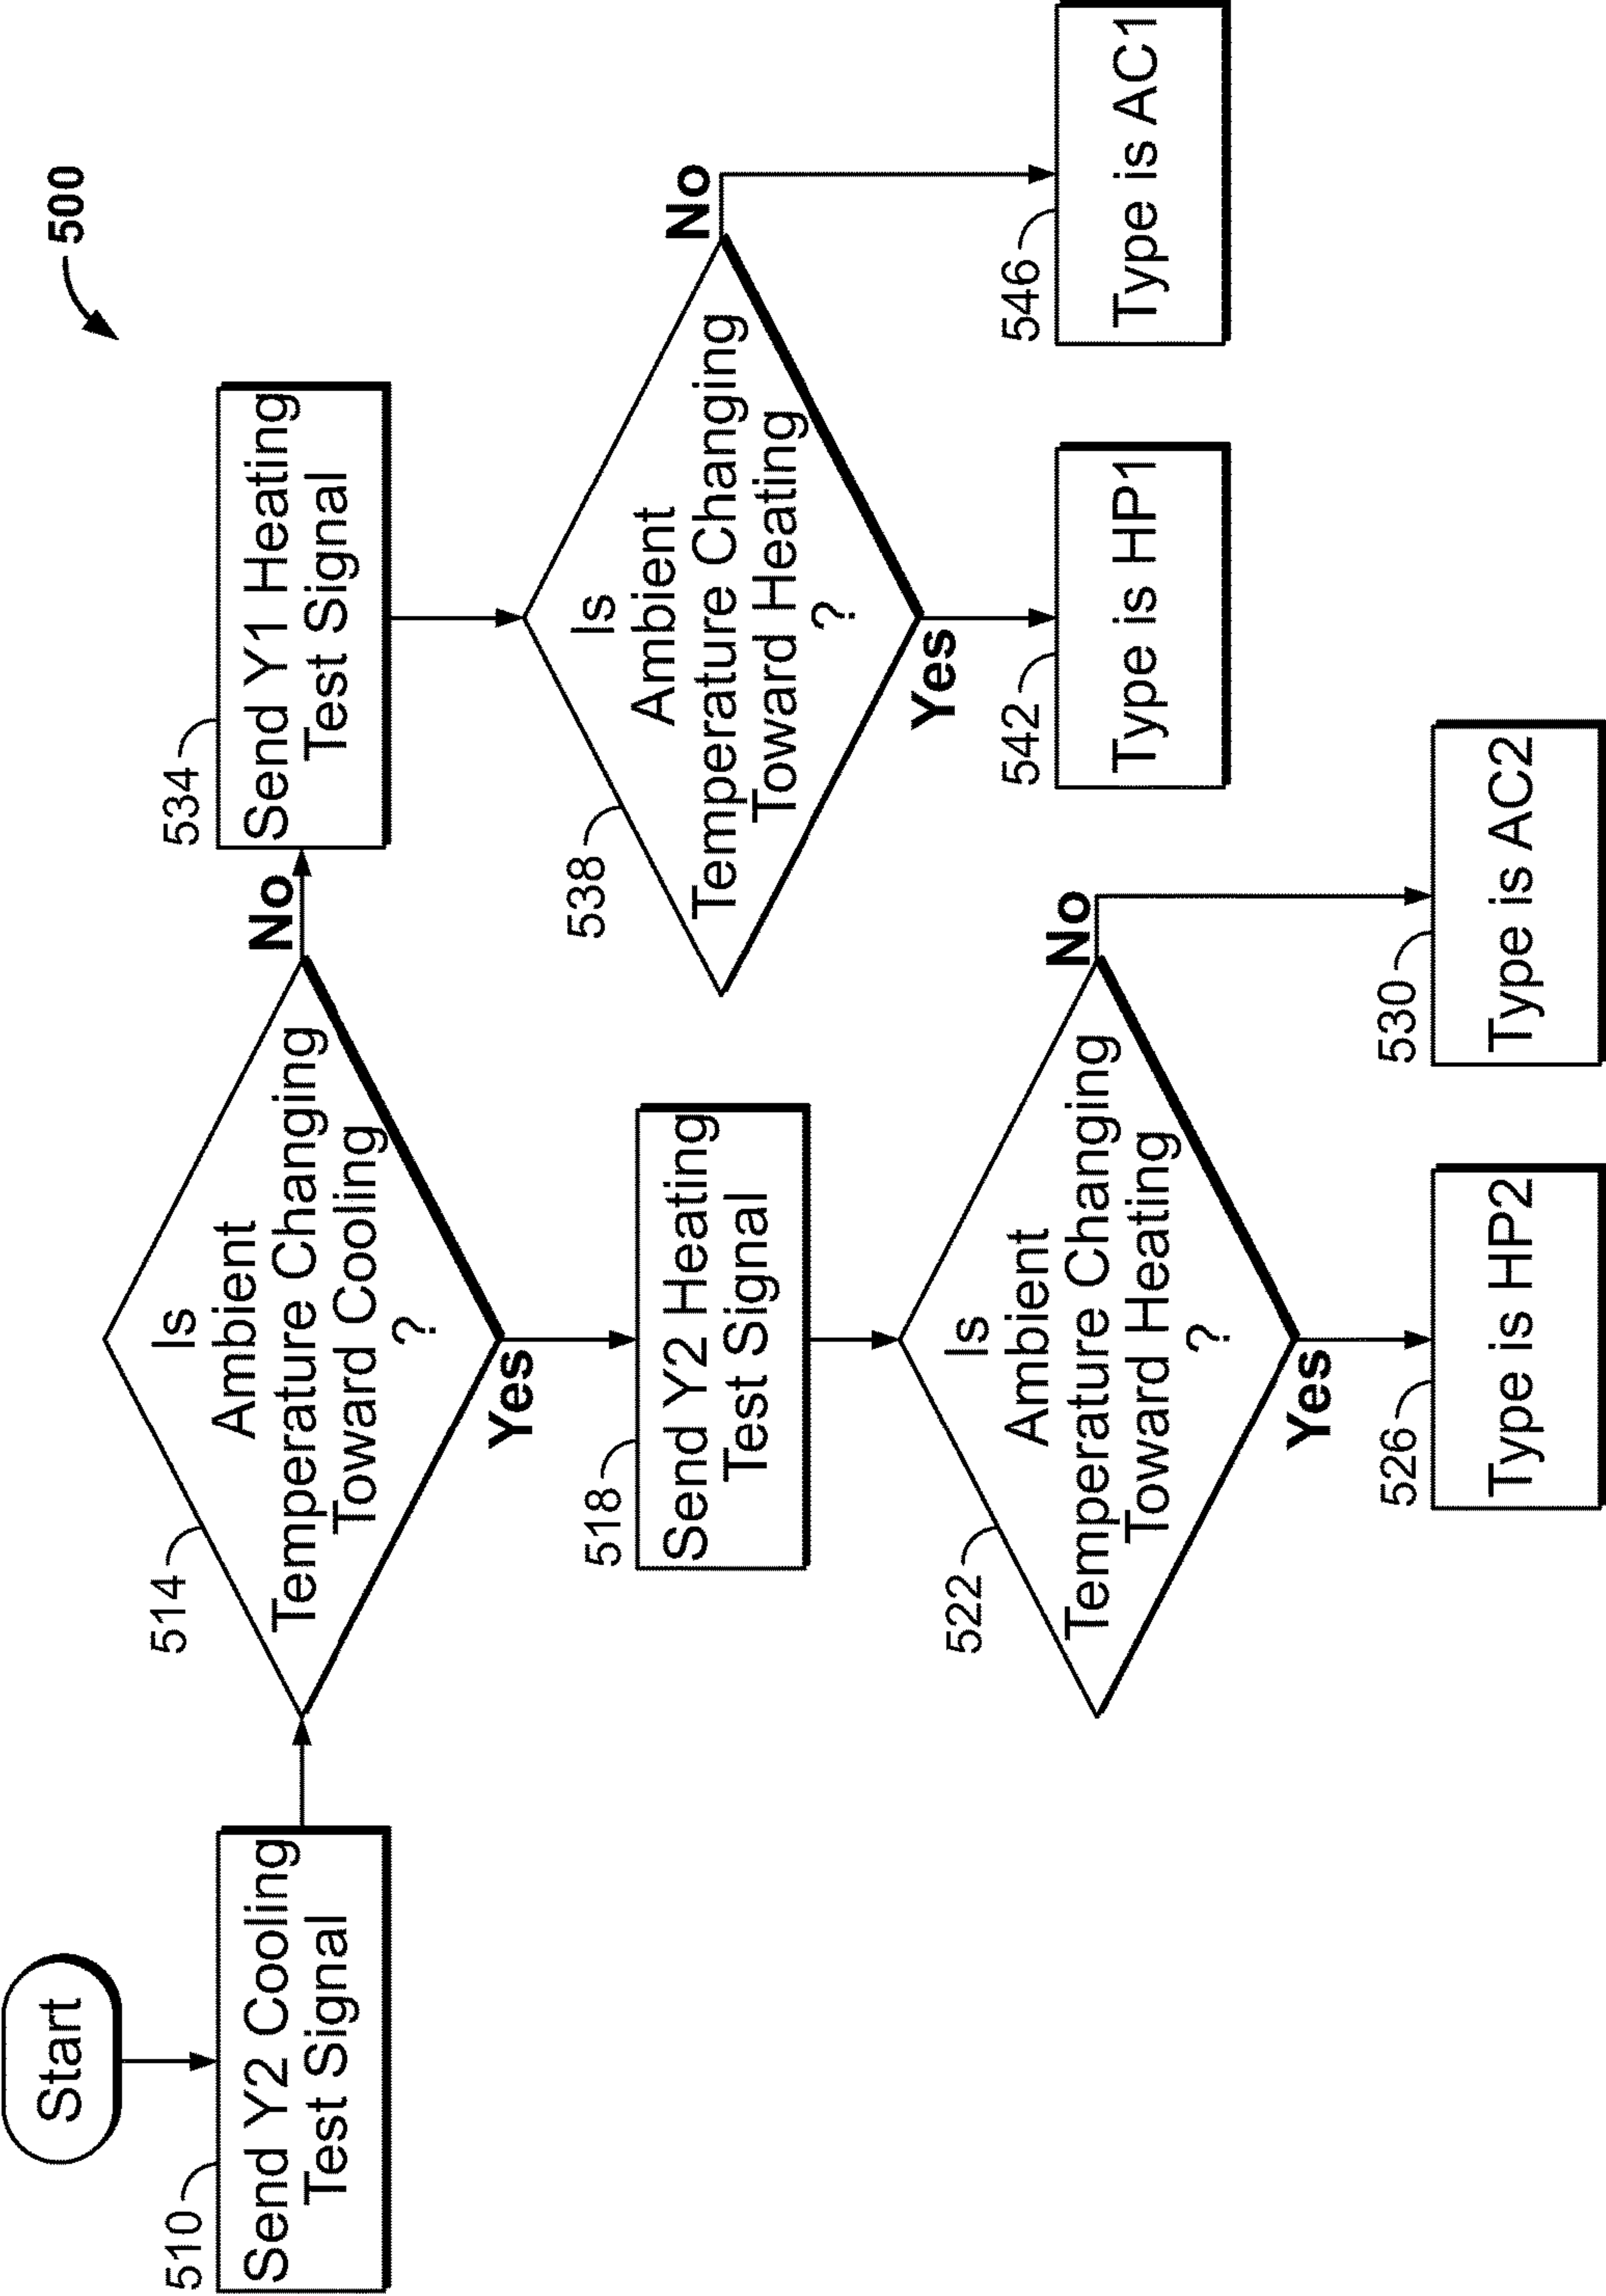 500
Start
510
Send Y2 Cooling
Test Signal
514
Is
Ambient
Temperature Changing
Toward Cooling
?
No
Yes
534
Send Y1 Heating
Test Signal
518
Send Y2 Heating
Test Signal
538
Is
Ambient
Temperature Changing
Toward Heating
?
No
Yes
522
Is
Ambient
Temperature Changing
Toward Heating
?
No
Yes
542
Type is HP1
546
Type is AC1
526
Type is HP2
530
Type is AC2